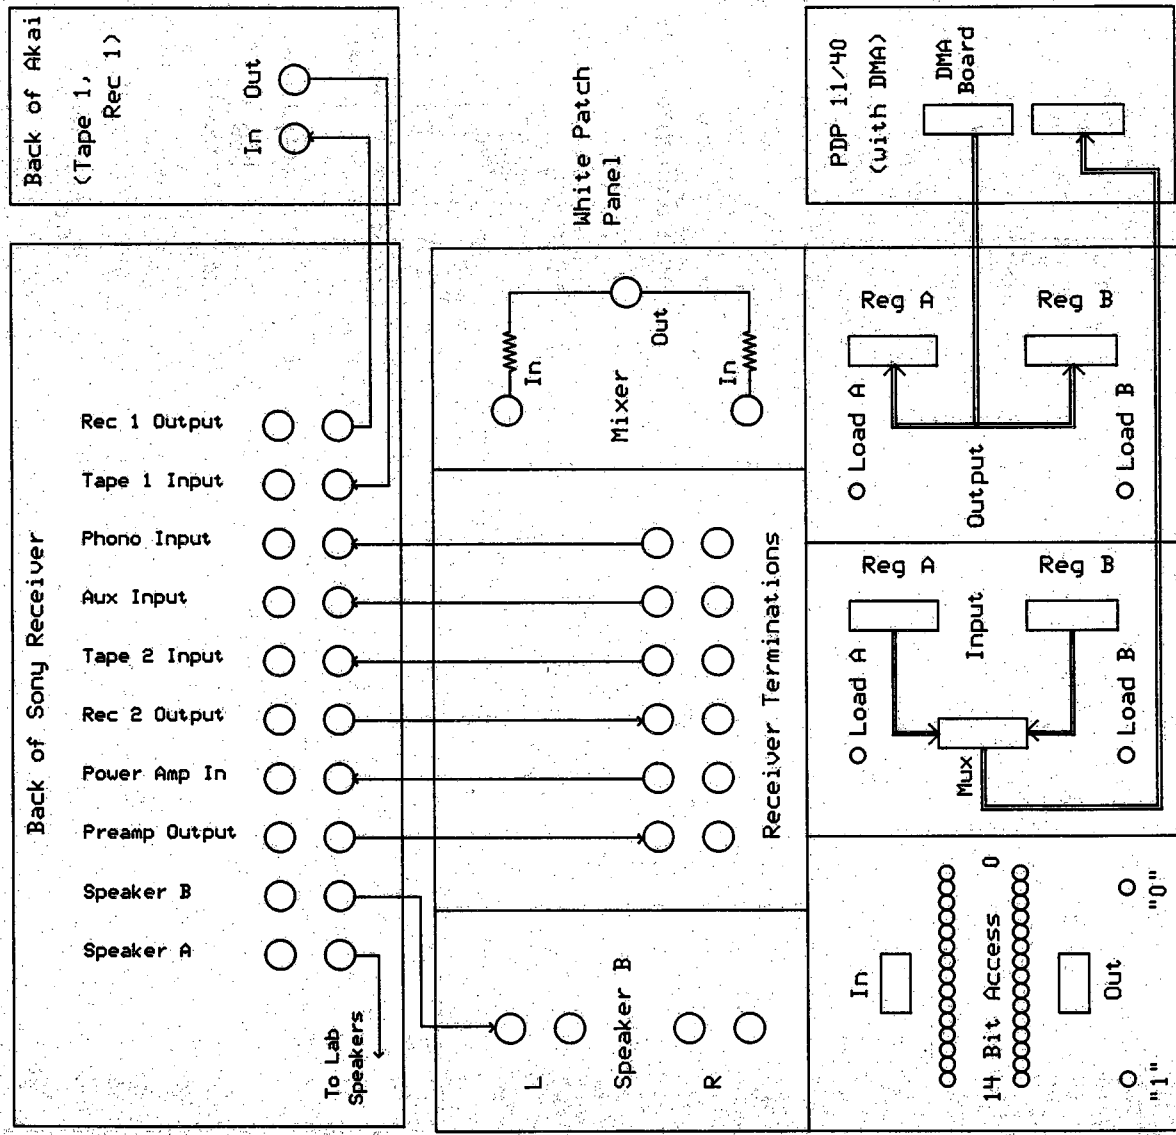 Back of Akai
(Tape 1,
Rec 1)
In
Out
Back of Sony Receiver
Rec 1 Output
Tape 1 Input
Phono Input
Aux Input
Tape 2 Input
Rec 2 Output
Power Amp In
Preamp Output
Speaker B
Speaker A
To Lab
Speakers
White Patch
Panel
In
Out
Mixer
In
Receiver Terminations
L
Speaker B
R
PDP 11/40
(with DMA)
DMA
Board
Reg A
Reg B
Load A
Output
Load B
Reg A
Reg B
Load A
Input
Mux
Load B
In
14 Bit Access
0
Out
"1"
"0"